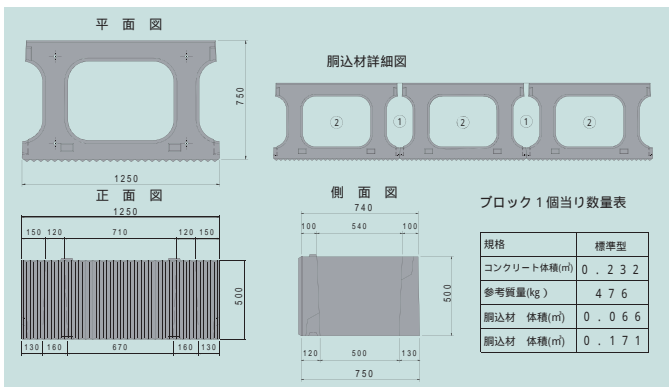 平面図
750
1250
胴込材詳細図
② ① ② ① ②
正面図
1250
150 120 710 120 150
500
130 160 670 160 130
側面図
740
100 540 100
500
120 500 130
750
ブロック1個当り数量表
規格 標準型
コンクリート体積(㎥) 0.232
参考質量(kg) 476
胴込材 体積(㎥) 0.066
胴込材 体積(㎥) 0.171